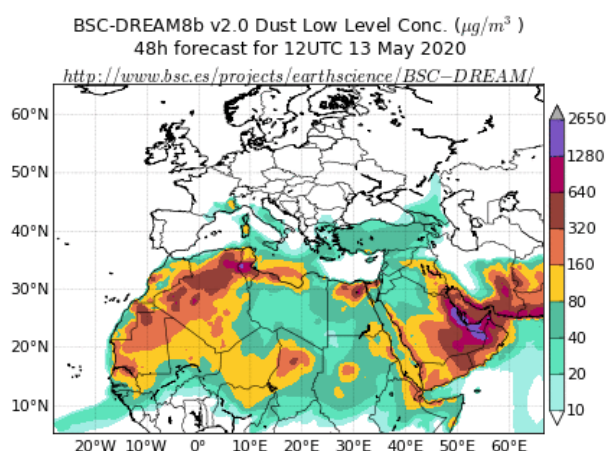 BSC-DREAM8b v2.0 Dust Low Level Conc. (μg/m³ )
48h forecast for 12UTC 13 May 2020
http://www.bsc.es/projects/earthscience/BSC−DREAM/
60°N
50°N
40°N
30°N
20°N
10°N
20°W
10°W
0°
10°E
20°E
30°E
40°E
50°E
60°E
2650
1280
640
320
160
80
40
20
10